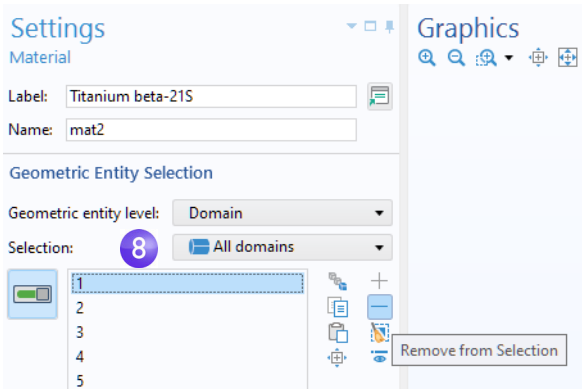 Settings
Material
Label: Titanium beta-21S
Name: mat2
Geometric Entity Selection
Geometric entity level: Domain
Selection: 8 All domains
1
2
3
4
5
Remove from Selection
Graphics